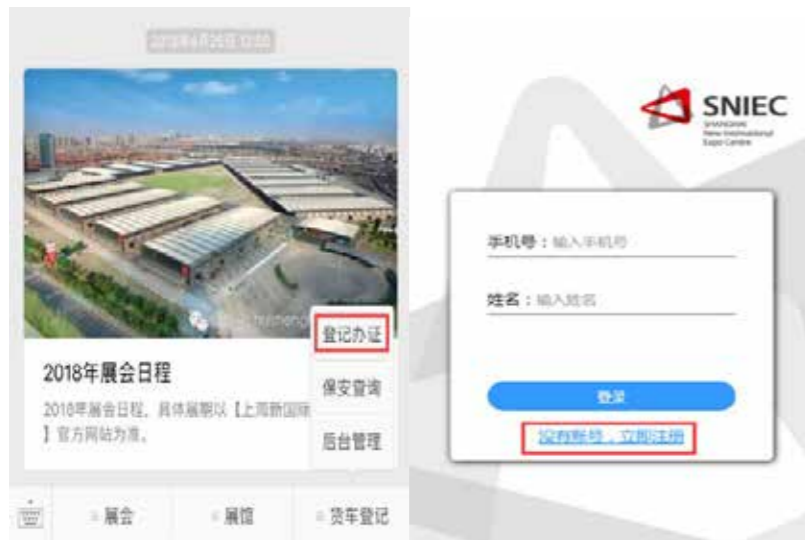 登记办证
2018年展会日程
保安查询
2018年展会日程，具体展期以【上海新国际
】官方网站为准。
后台管理
展会
展馆
货车登记
SNIEC
SHANGHAI
New International
Expo Centre
手机号：输入手机号
姓名：输入姓名
登录
没有账号，立即注册